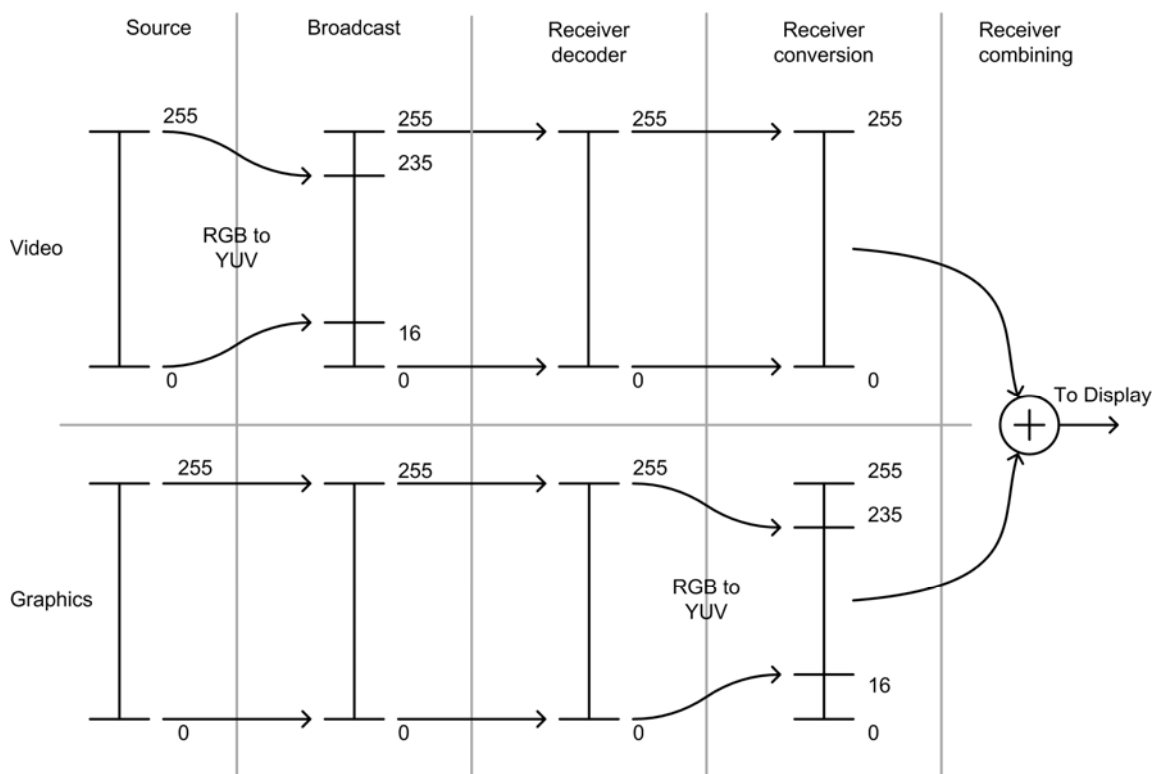 Source
Broadcast
Receiver
decoder
Receiver
conversion
Receiver
combining
Video
255
0
RGB to
YUV
255
235
16
0
255
0
255
0
To Display
Graphics
255
0
255
0
255
0
RGB to
YUV
255
235
16
0